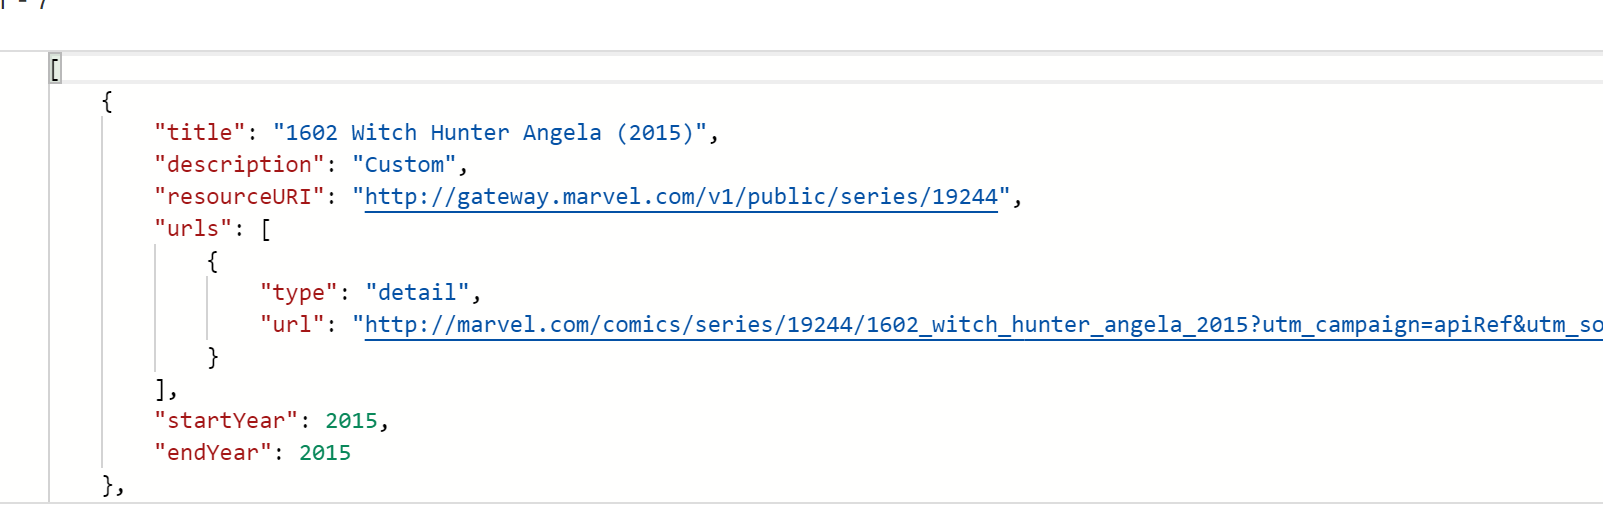 [
{
"title": "1602 Witch Hunter Angela (2015)",
"description": "Custom",
"resourceURI": "http://gateway.marvel.com/v1/public/series/19244",
"urls": [
{
"type": "detail",
"url": "http://marvel.com/comics/series/19244/1602_witch_hunter_angela_2015?utm_campaign=apiRef&utm_so
}
],
"startYear": 2015,
"endYear": 2015
},